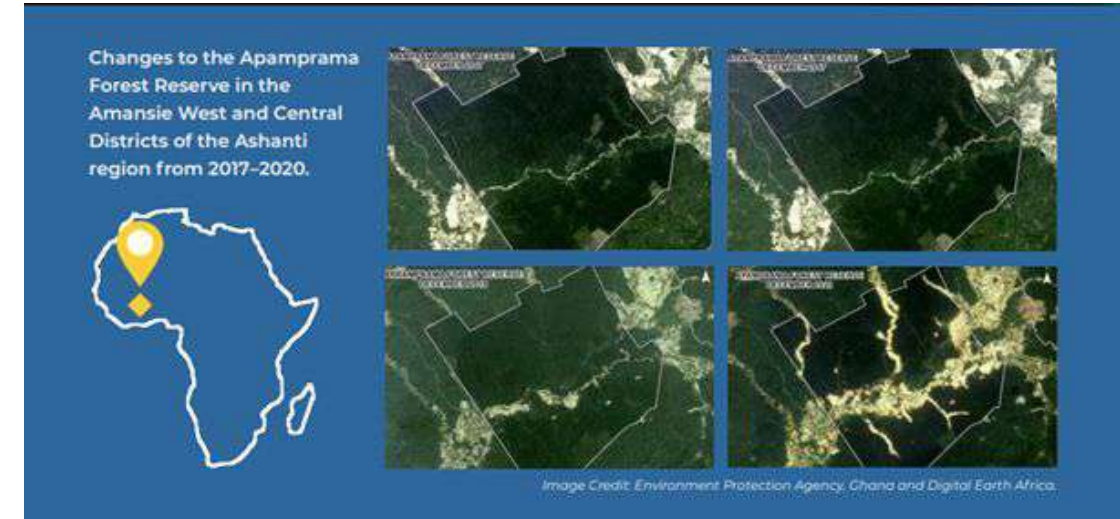 Changes to the Apamprama
Forest Reserve in the
Amansie West and Central
Districts of the Ashanti
region from 2017–2020.
Image Credit: Environment Protection Agency, Ghana and Digital Earth Africa.